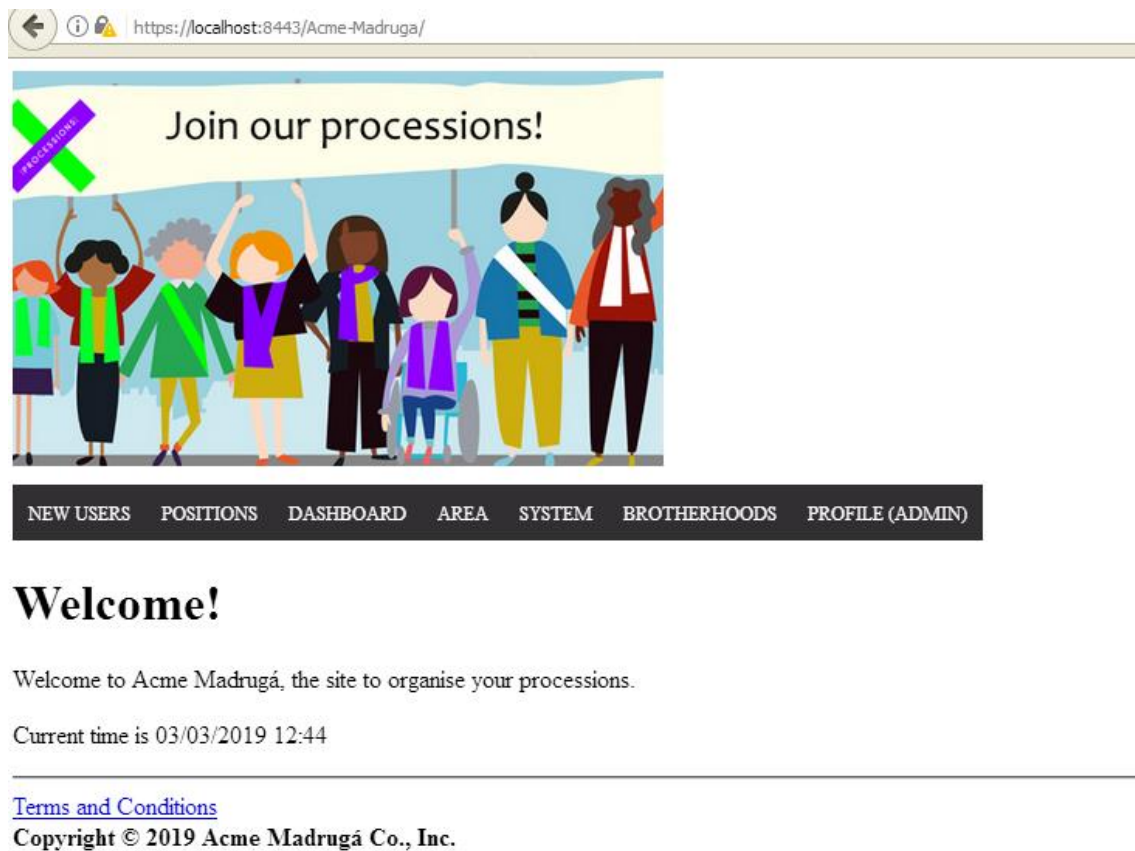 https://localhost:8443/Acme-Madruga/
Join our processions!
!PROCESSIONS!
NEW USERS POSITIONS DASHBOARD AREA SYSTEM BROTHERHOODS PROFILE (ADMIN)
Welcome!
Welcome to Acme Madrugá, the site to organise your processions.
Current time is 03/03/2019 12:44
Terms and Conditions
Copyright © 2019 Acme Madrugá Co., Inc.